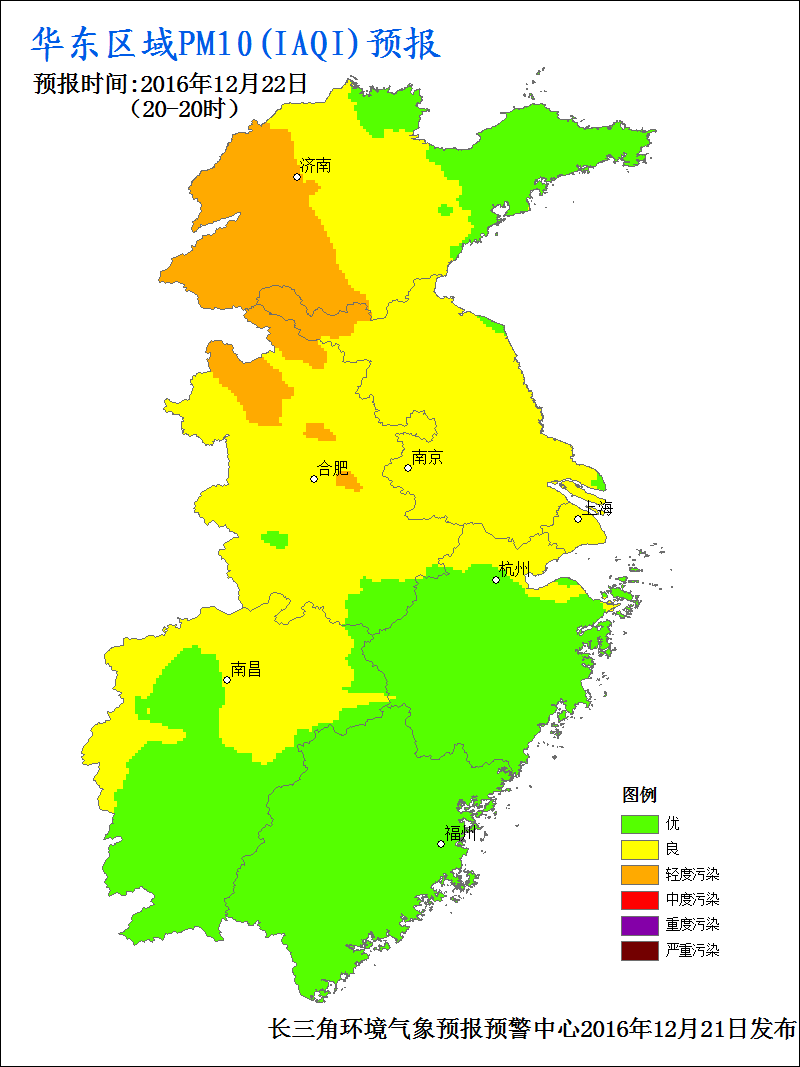 华东区域PM10(IAQI)预报
预报时间:2016年12月22日
(20-20时)
济南
合肥
南京
上海
杭州
南昌
福州
图例
优
良
轻度污染
中度污染
重度污染
严重污染
长三角环境气象预报预警中心2016年12月21日发布